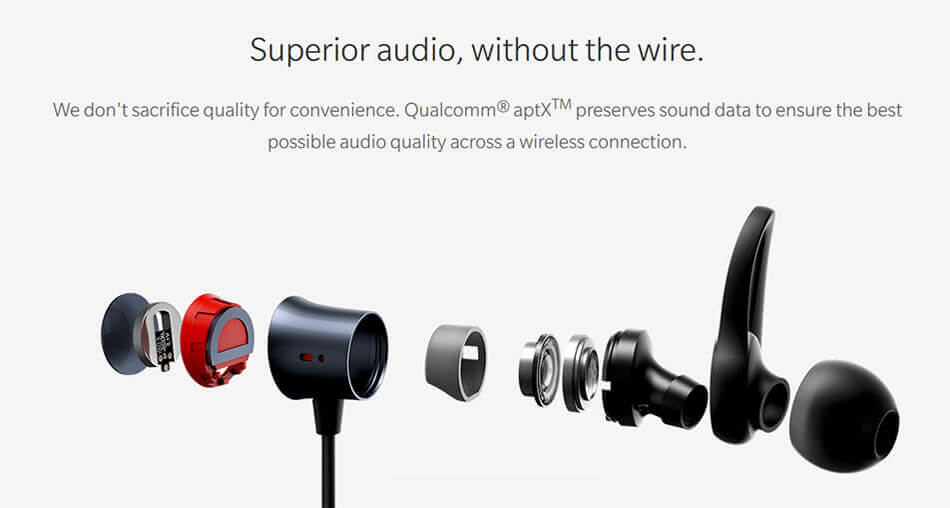 Superior audio, without the wire.
We don't sacrifice quality for convenience. Qualcomm® aptX™ preserves sound data to ensure the best
possible audio quality across a wireless connection.